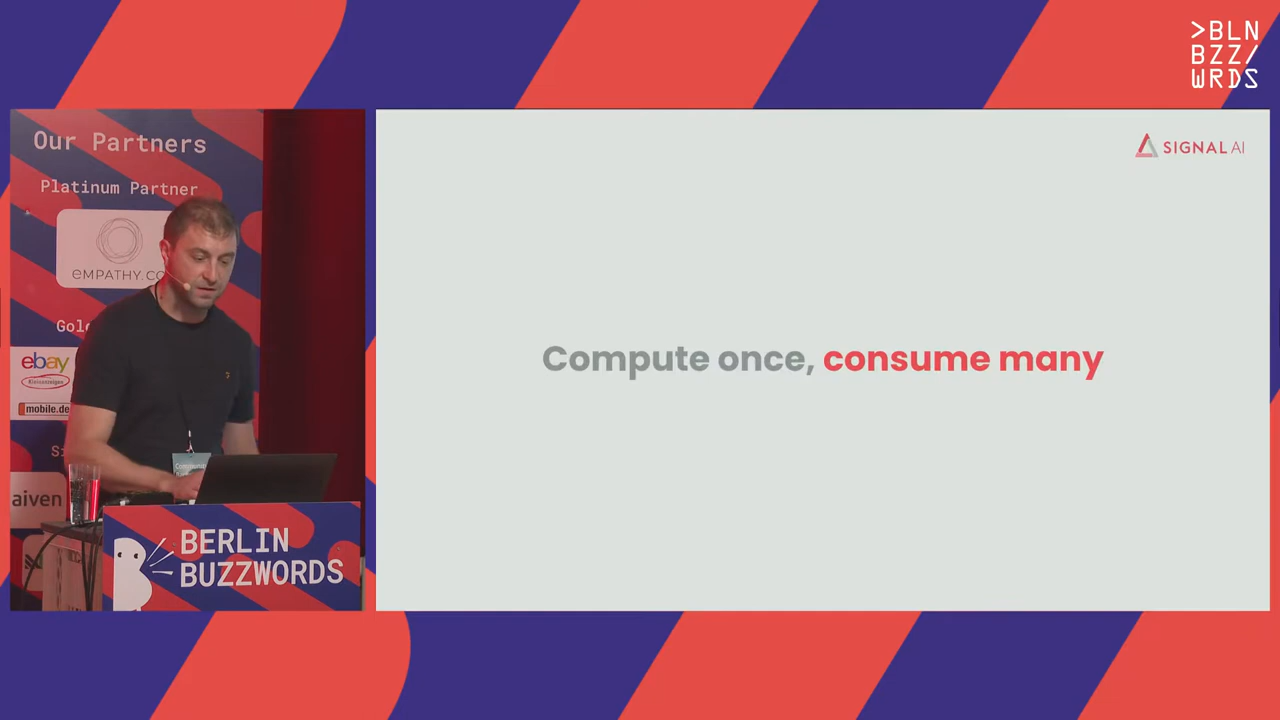 >BLN
BZZ/
WRDS
Our Partners
Platinum Partner
eMPATHY.CO
ebay
Kleinanzeigen
mobile.de
aiven
BERLIN
BUZZWORDS
SIGNAL AI
Compute once, consume many